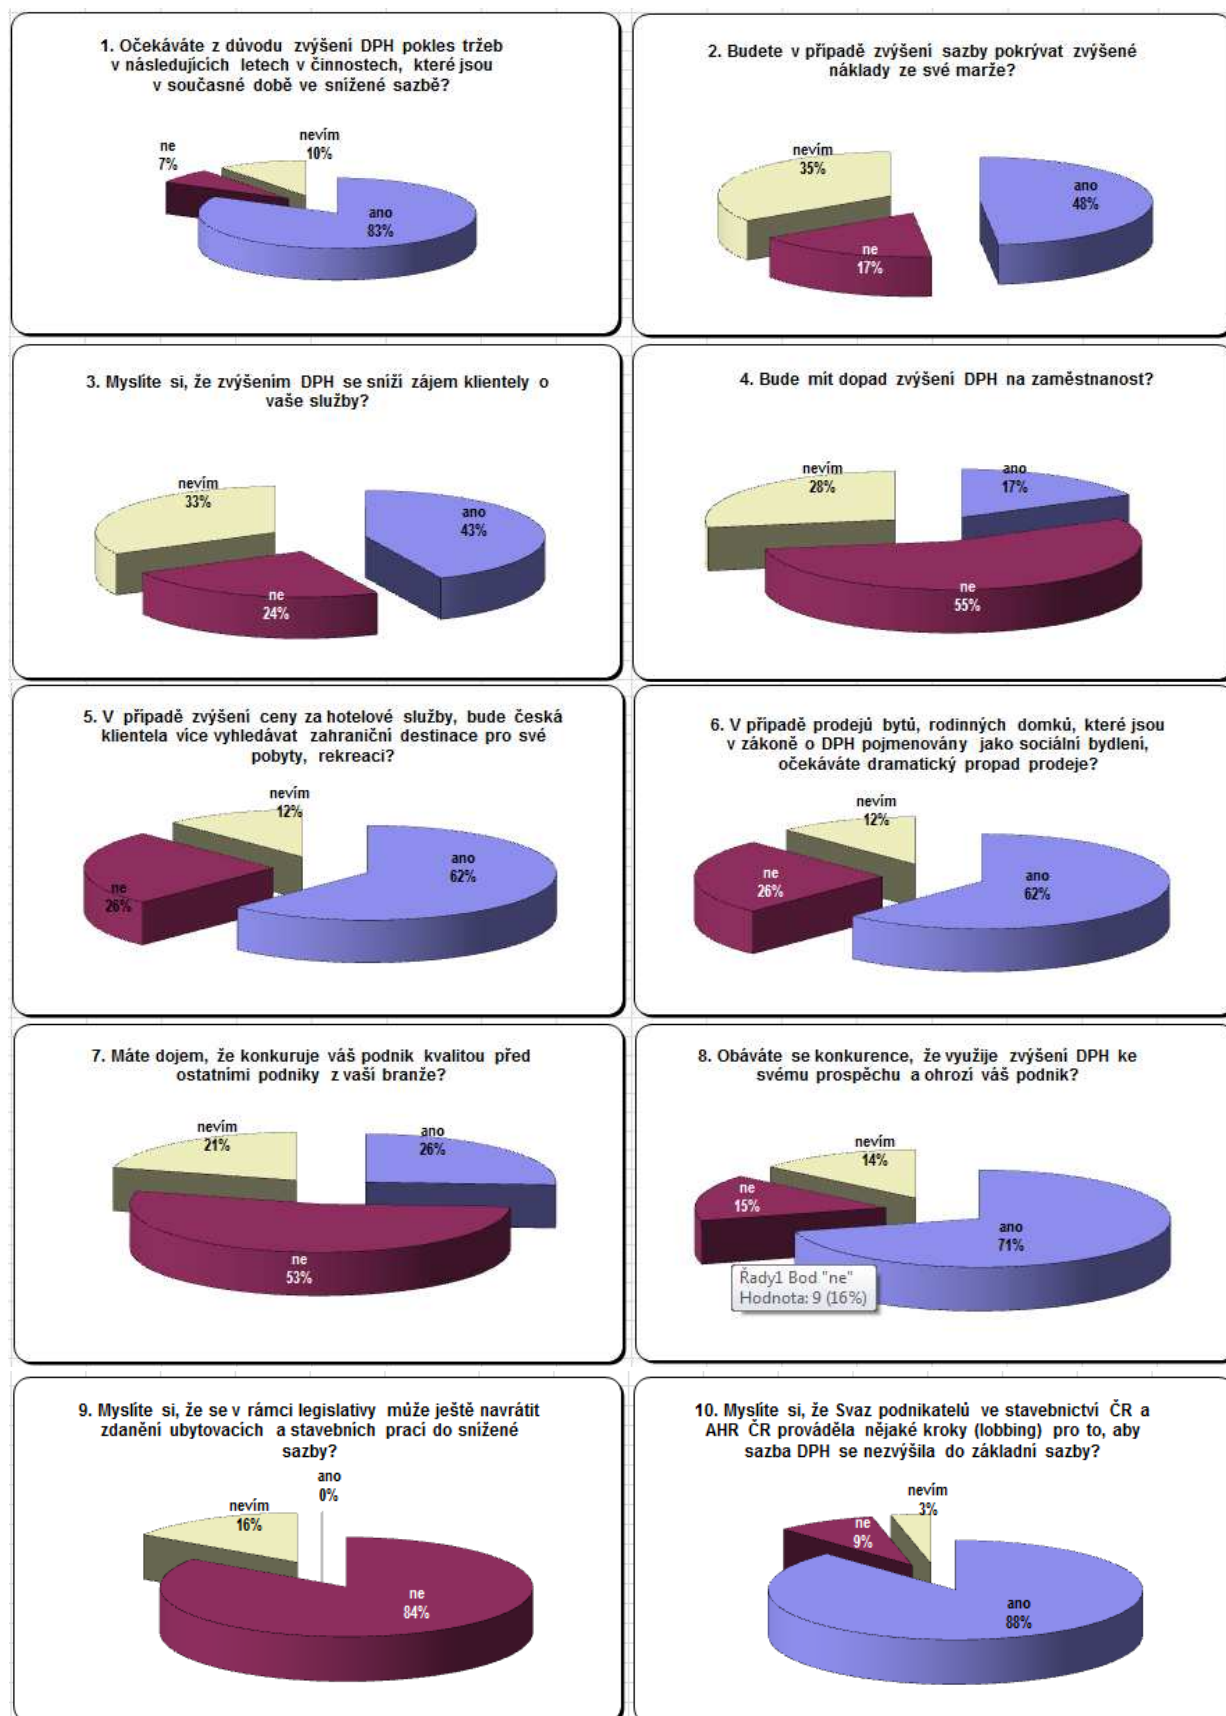 1. Očekáváte z důvodu zvýšení DPH pokles tržeb
v následujících letech v činnostech, které jsou
v současné době ve snížené sazbě?
nevím
10%
ne
7%
ano
83%
2. Budete v případě zvýšení sazby pokrývat zvýšené
náklady ze své marže?
nevím
35%
ano
48%
ne
17%
3. Myslíte si, že zvýšením DPH se sníží zájem klientely o
vaše služby?
nevím
33%
ano
43%
ne
24%
4. Bude mít dopad zvýšení DPH na zaměstnanost?
nevím
28%
ano
17%
ne
55%
5. V případě zvýšení ceny za hotelové služby, bude česká
klientela více vyhledávat zahraniční destinace pro své
pobyty, rekreaci?
nevím
12%
ano
62%
ne
26%
6. V případě prodejů bytů, rodinných domků, které jsou
v zákoně o DPH pojmenovány jako sociální bydlení,
očekáváte dramatický propad prodeje?
nevím
12%
ne
26%
ano
62%
7. Máte dojem, že konkuruje váš podnik kvalitou před
ostatními podniky z vaší branže?
nevím
21%
ano
26%
ne
53%
8. Obáváte se konkurence, že využije zvýšení DPH ke
svému prospěchu a ohrozí váš podnik?
nevím
14%
ne
15%
ano
71%
Řady1 Bod "ne"
Hodnota: 9 (16%)
9. Myslíte si, že se v rámci legislativy může ještě navrátit
zdanění ubytovacích a stavebních prací do snížené
sazby?
ano
0%
nevím
16%
ne
84%
10. Myslíte si, že Svaz podnikatelů ve stavebnictví ČR a
AHR ČR prováděla nějaké kroky (lobbing) pro to, aby
sazba DPH se nezvýšila do základní sazby?
nevím
3%
ne
9%
ano
88%